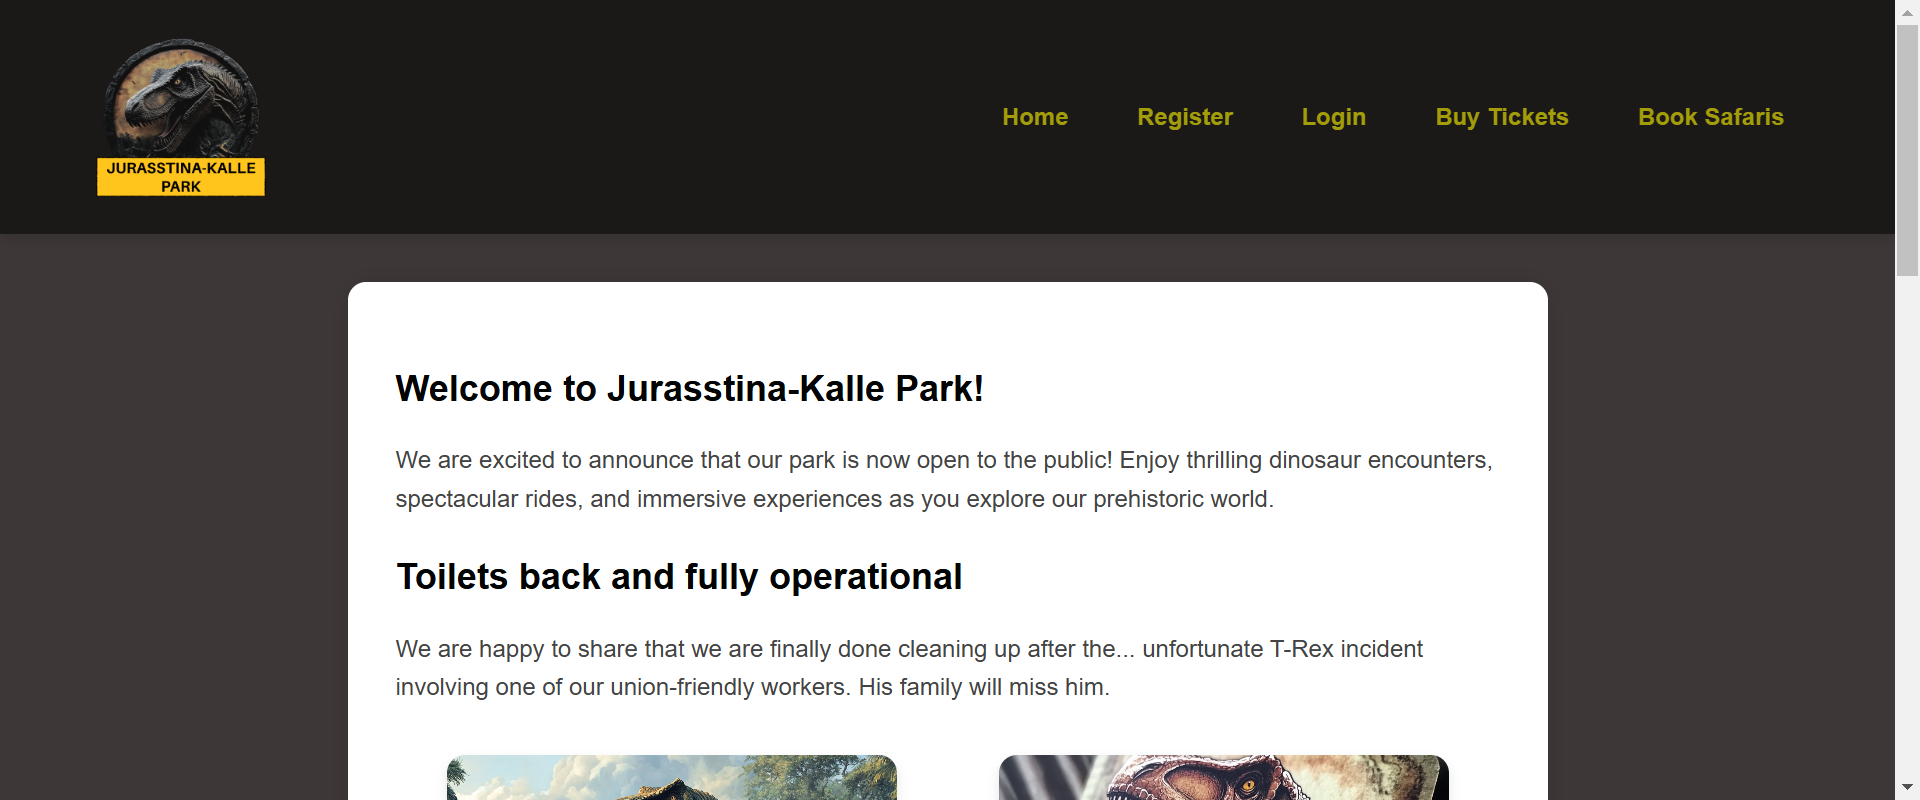 JURASSTINA-KALLE
PARK
Home Register Login Buy Tickets Book Safaris
Welcome to Jurasstina-Kalle Park!
We are excited to announce that our park is now open to the public! Enjoy thrilling dinosaur encounters,
spectacular rides, and immersive experiences as you explore our prehistoric world.
Toilets back and fully operational
We are happy to share that we are finally done cleaning up after the... unfortunate T-Rex incident
involving one of our union-friendly workers. His family will miss him.